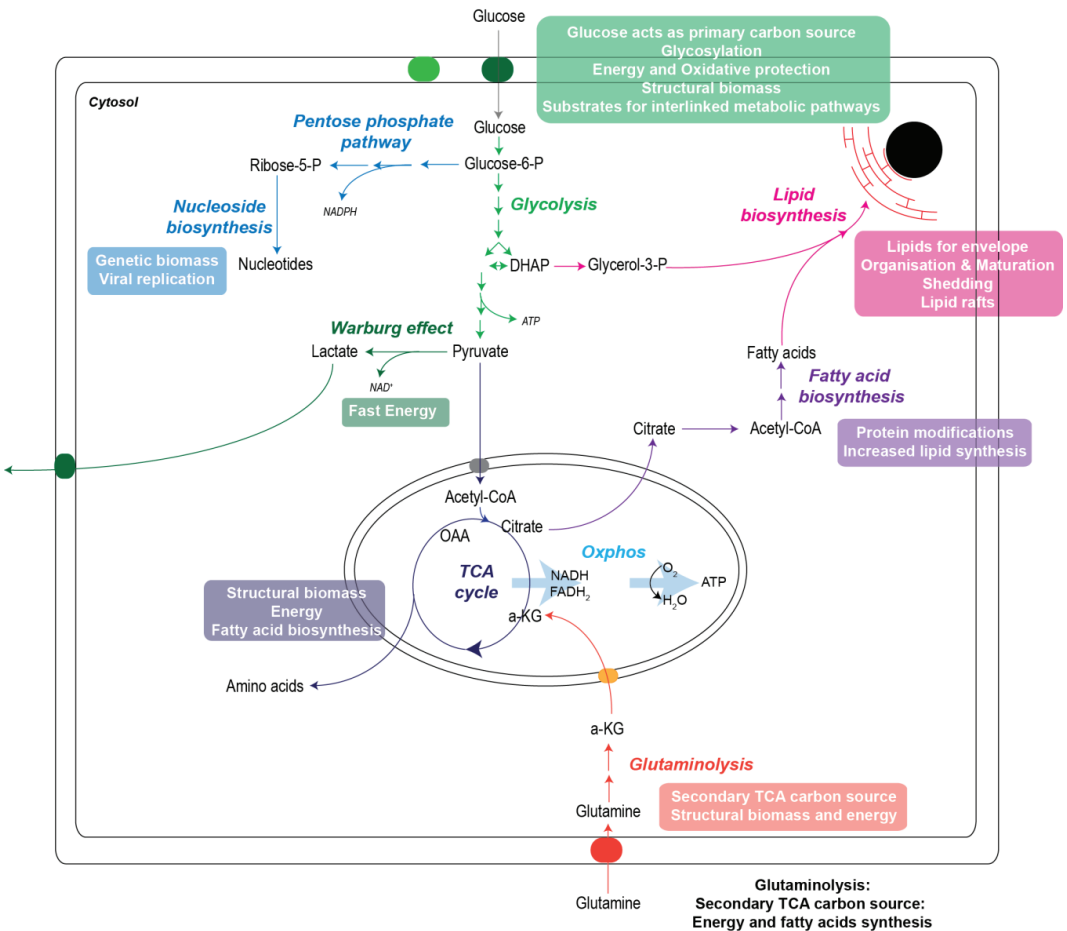 Glucose
Glucose acts as primary carbon source
Glycosylation
Energy and Oxidative protection
Structural biomass
Substrates for interlinked metabolic pathways
Cytosol
Pentose phosphate
pathway
Glucose
Ribose-5-P
Glucose-6-P
NADPH
Glycolysis
Lipid
biosynthesis
Nucleoside
biosynthesis
Genetic biomass
Viral replication
Nucleotides
DHAP
Glycerol-3-P
Lipids for envelope
Organisation & Maturation
Shedding
Lipid rafts
ATP
Warburg effect
Lactate
Pyruvate
NAD⁺
Fast Energy
Fatty acids
Fatty acid
biosynthesis
Citrate
Acetyl-CoA
Protein modifications
Increased lipid synthesis
Acetyl-CoA
Citrate
OAA
Oxphos
TCA
cycle
NADH
FADH₂
O₂
H₂O
ATP
a-KG
Structural biomass
Energy
Fatty acid biosynthesis
Amino acids
a-KG
Glutaminolysis
Secondary TCA carbon source
Structural biomass and energy
Glutamine
Glutamine
Glutaminolysis:
Secondary TCA carbon source:
Energy and fatty acids synthesis